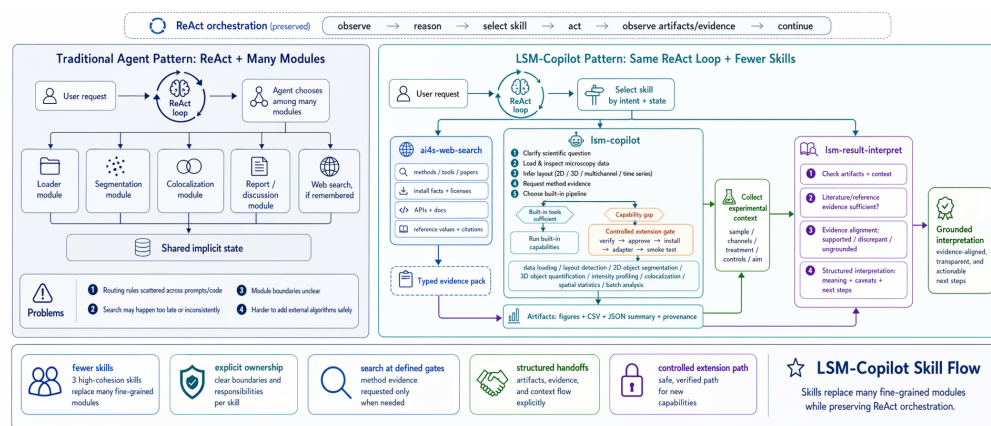 ReAct orchestration (preserved)
observe → reason → select skill → act → observe artifacts/evidence → continue
Traditional Agent Pattern: ReAct + Many Modules
User request
ReAct
loop
Agent chooses
among many
modules
Loader
module
Segmentation
module
Colocalization
module
Report /
discussion
module
Web search,
if remembered
Shared implicit state
Problems
1 Routing rules scattered across prompts/code
2 Search may happen too late or inconsistently
3 Module boundaries unclear
4 Harder to add external algorithms safely
LSM-Copilot Pattern: Same ReAct Loop + Fewer Skills
User request
ReAct
loop
Select skill
by intent + state
ai4s-web-search
methods / tools / papers
install facts + licenses
</> APIs + docs
reference values + citations
Typed evidence pack
lsm-copilot
1 Clarify scientific question
2 Load & inspect microscopy data
3 Infer layout (2D / 3D / multichannel / time series)
4 Request method evidence
5 Choose built-in pipeline
Built-in tools
sufficient
Run built-in
capabilities
Capability gap
Controlled extension gate
verify → approve → install
→ adapter → smoke test
data loading / layout detection / 2D object segmentation /
3D object quantification / intensity profiling / colocalization /
spatial statistics / batch analysis
Artifacts: figures + CSV + JSON summary + provenance
Collect
experimental
context
sample /
channels /
treatment /
controls / aim
lsm-result-interpret
1 Check artifacts + context
2 Literature/reference
evidence sufficient?
3 Evidence alignment:
supported / discrepant /
ungrounded
4 Structured interpretation:
meaning + caveats +
next steps
Grounded
interpretation
evidence-aligned,
transparent, and
actionable
next steps
fewer skills
3 high-cohesion skills
replace many fine-grained
modules
explicit ownership
clear boundaries and
responsibilities
per skill
search at defined gates
method evidence
requested only
when needed
structured handoffs
artifacts, evidence,
and context flow
explicitly
controlled extension path
safe, verified path
for new
capabilities
LSM-Copilot Skill Flow
Skills replace many fine-grained modules
while preserving ReAct orchestration.